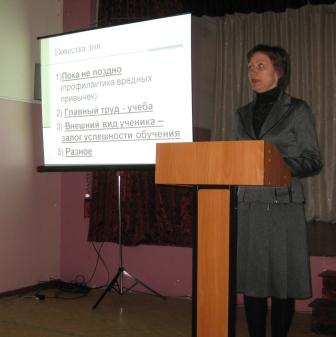 Повестка дня
1)Пока не поздно
(профилактика вредных
привычек)
2) Главный труд - учеба
3) Внешний вид ученика –
залог успешности обучения
3) Разное